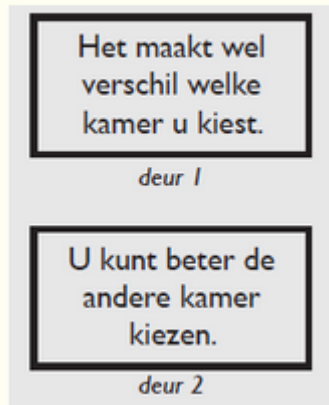 Het maakt wel
verschil welke
kamer u kiest.
deur 1
U kunt beter de
andere kamer
kiezen.
deur 2